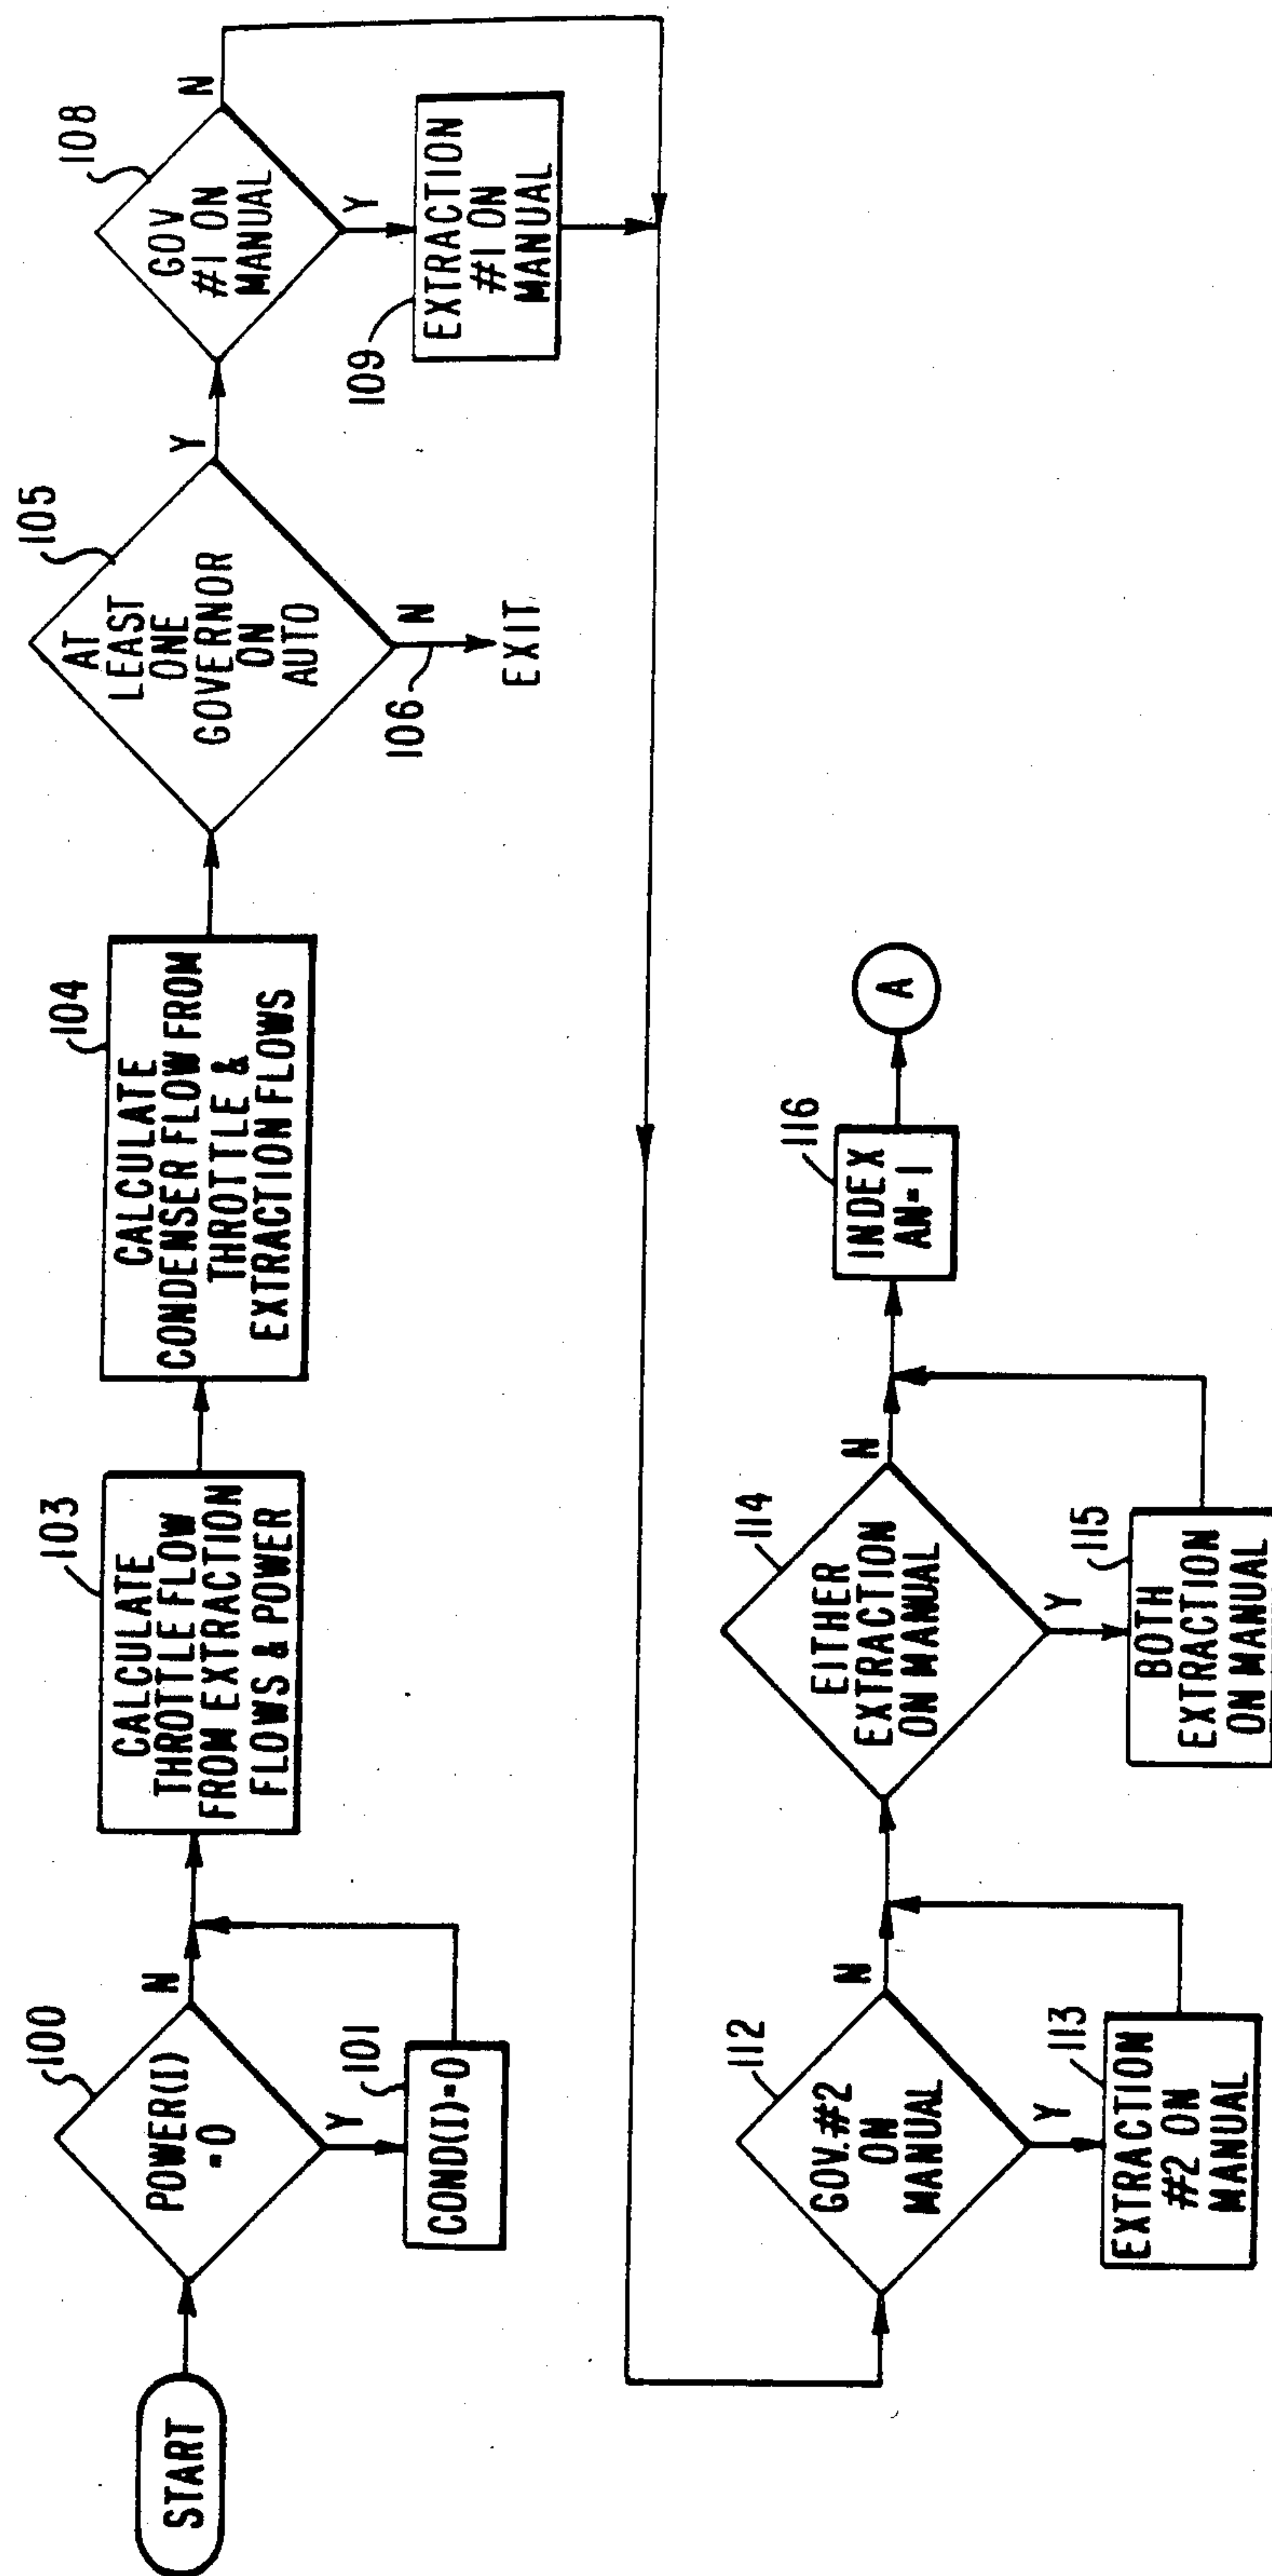 START
100
POWER(I)
=0
N
Y
101
COND(I)=0
103
CALCULATE
THROTTLE FLOW
FROM EXTRACTION
FLOWS & POWER
104
CALCULATE
CONDENSER FLOW FROM
THROTTLE &
EXTRACTION FLOWS
105
AT
LEAST
ONE
GOVERNOR
ON
AUTO
Y
N
106
EXIT
108
GOV
#1 ON
MANUAL
N
Y
109
EXTRACTION
#1 ON
MANUAL
112
GOV.#2
ON
MANUAL
N
Y
113
EXTRACTION
#2 ON
MANUAL
114
EITHER
EXTRACTION
ON MANUAL
N
Y
115
BOTH
EXTRACTION
ON MANUAL
116
INDEX
AN=1
A